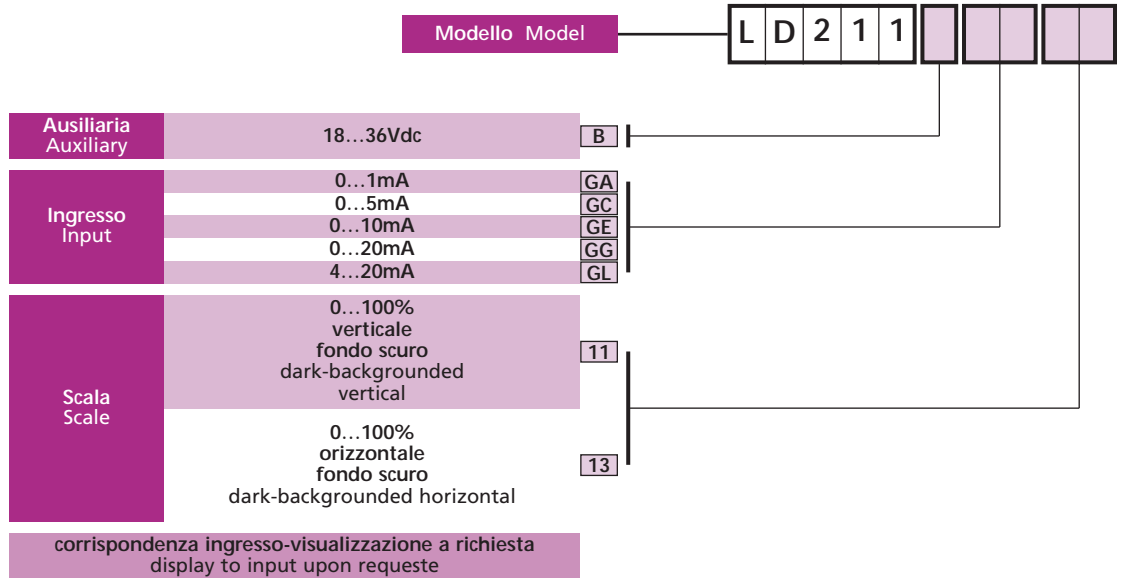 Modello Model
L D 2 1 1
Ausiliaria
Auxiliary
18...36Vdc
B
Ingresso
Input
0...1mA
GA
0...5mA
GC
0...10mA
GE
0...20mA
GG
4...20mA
GL
Scala
Scale
0...100%
verticale
fondo scuro
dark-backgrounded
vertical
11
0...100%
orizzontale
fondo scuro
dark-backgrounded horizontal
13
corrispondenza ingresso-visualizzazione a richiesta
display to input upon requeste